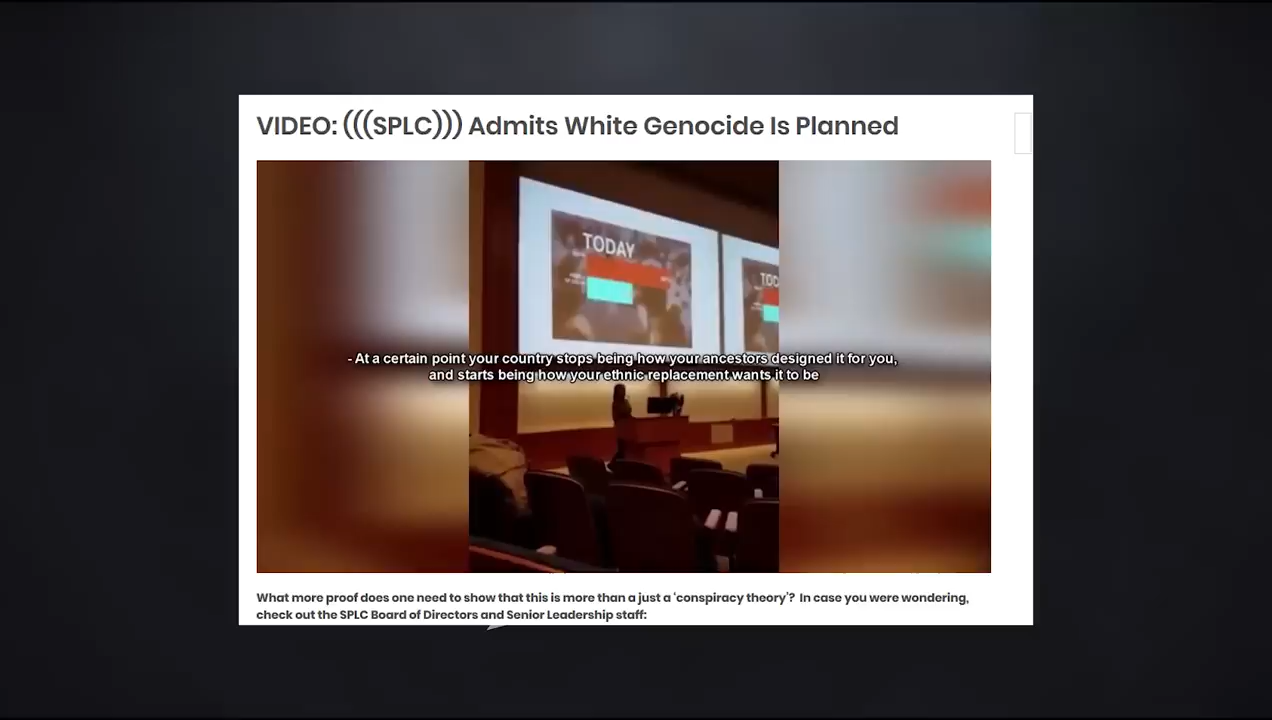 VIDEO: (((SPLC))) Admits White Genocide Is Planned
TODAY
TOD
- At a certain point your country stops being how your ancestors designed it for you,
and starts being how your ethnic replacement wants it to be
What more proof does one need to show that this is more than a just a 'conspiracy theory'? In case you were wondering,
check out the SPLC Board of Directors and Senior Leadership staff: